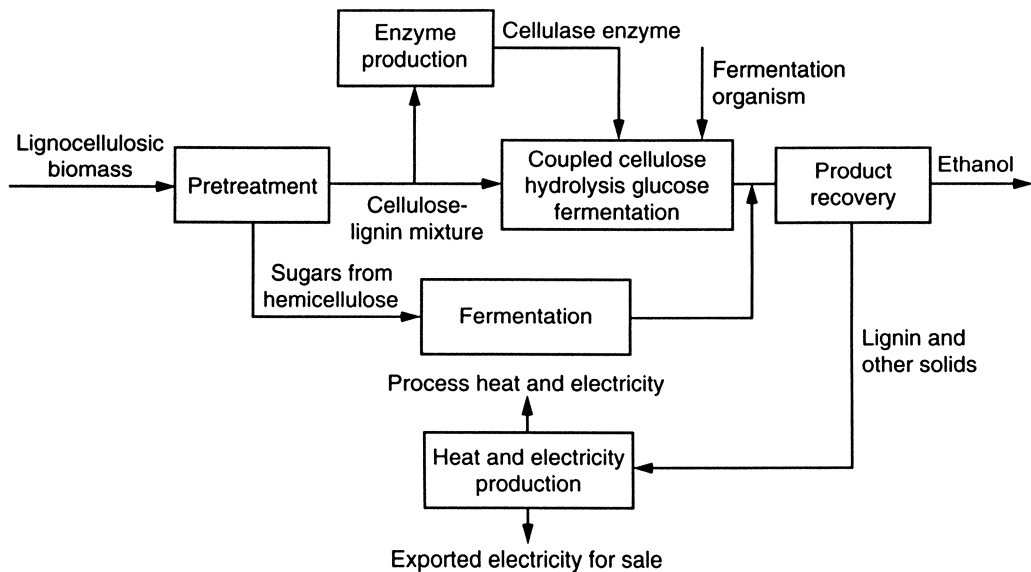 Enzyme
production
Cellulase enzyme
Fermentation
organism
Lignocellulosic
biomass
Pretreatment
Cellulose-
lignin mixture
Coupled cellulose
hydrolysis glucose
fermentation
Product
recovery
Ethanol
Sugars from
hemicellulose
Fermentation
Lignin and
other solids
Process heat and electricity
Heat and electricity
production
Exported electricity for sale